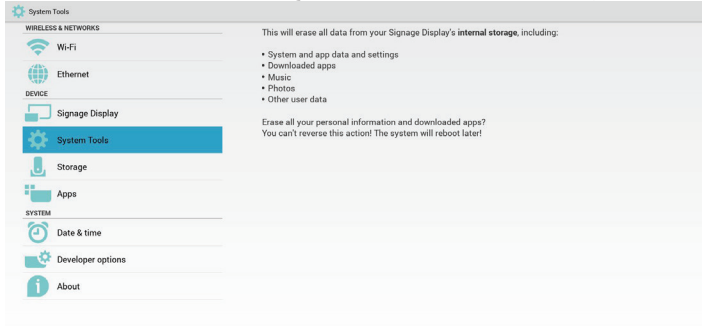 System Tools
WIRELESS & NETWORKS
Wi-Fi
Ethernet
DEVICE
Signage Display
System Tools
Storage
Apps
SYSTEM
Date & time
Developer options
About
This will erase all data from your Signage Display's internal storage, including:
• System and app data and settings
• Downloaded apps
• Music
• Photos
• Other user data
Erase all your personal information and downloaded apps?
You can't reverse this action! The system will reboot later!